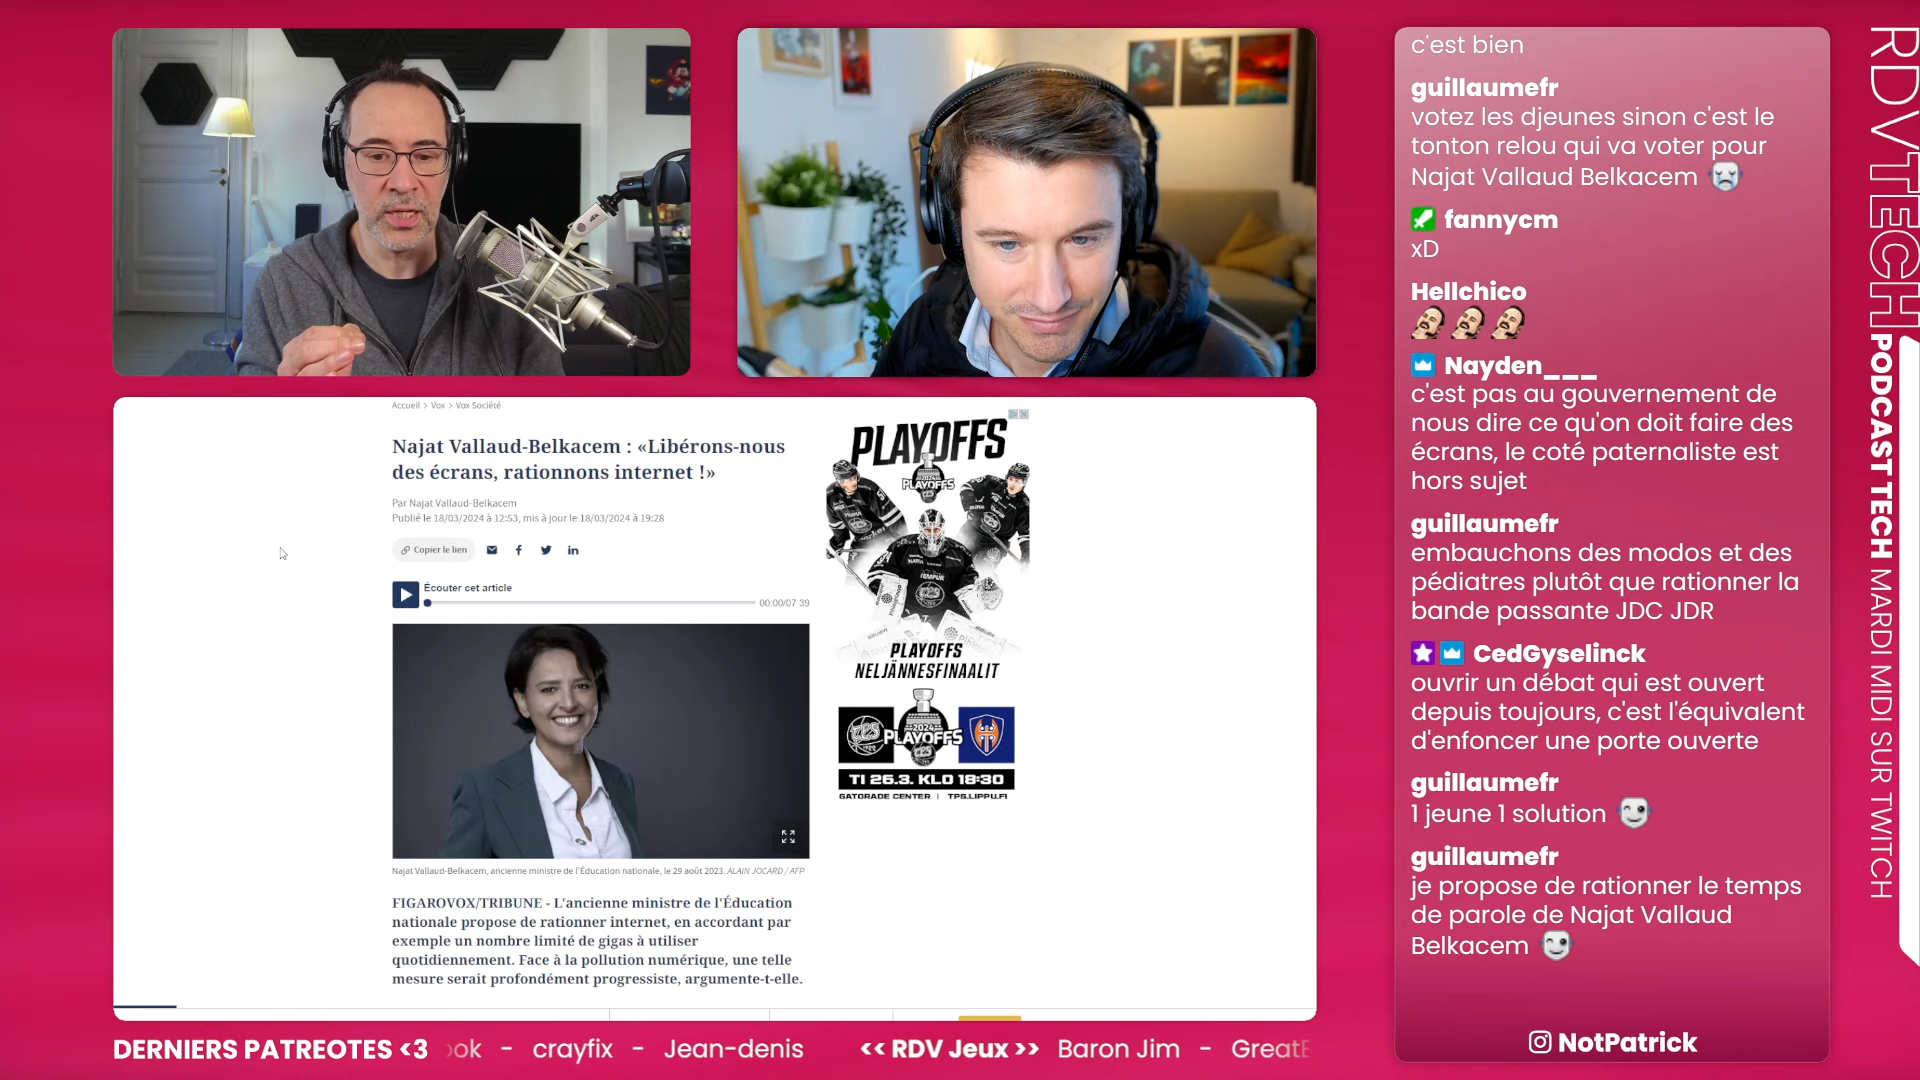 Accueil > Vox > Vox Société
Najat Vallaud-Belkacem : «Libérons-nous
des écrans, rationnons internet !»
Par Najat Vallaud-Belkacem
Publié le 18/03/2024 à 12:53, mis à jour le 18/03/2024 à 19:28
Copier le lien
Écouter cet article
00:00/07:39
Najat Vallaud-Belkacem, ancienne ministre de l'Éducation nationale, le 29 août 2023. ALAIN JOCARD / AFP
FIGAROVOX/TRIBUNE - L'ancienne ministre de l'Éducation
nationale propose de rationner internet, en accordant par
exemple un nombre limité de gigas à utiliser
quotidiennement. Face à la pollution numérique, une telle
mesure serait profondément progressiste, argumente-t-elle.
PLAYOFFS
2024
PLAYOFFS
PLAYOFFS
NELJÄNNESFINAALIT
2024
PLAYOFFS
TI 26.3. KLO 18:30
GATORADE CENTER | TPS.LIPPU.FI
c'est bien
guillaumefr
votez les djeunes sinon c'est le
tonton relou qui va voter pour
Najat Vallaud Belkacem
fannycm
xD
Hellchico
Nayden___
c'est pas au gouvernement de
nous dire ce qu'on doit faire des
écrans, le coté paternaliste est
hors sujet
guillaumefr
embauchons des modos et des
pédiatres plutôt que rationner la
bande passante JDC JDR
CedGyselinck
ouvrir un débat qui est ouvert
depuis toujours, c'est l'équivalent
d'enfoncer une porte ouverte
guillaumefr
1 jeune 1 solution
guillaumefr
je propose de rationner le temps
de parole de Najat Vallaud
Belkacem
NotPatrick
RDVTECH PODCAST TECH MARDI MIDI SUR TWITCH
DERNIERS PATREOTES <3 ok - crayfix - Jean-denis << RDV Jeux >> Baron Jim - Great